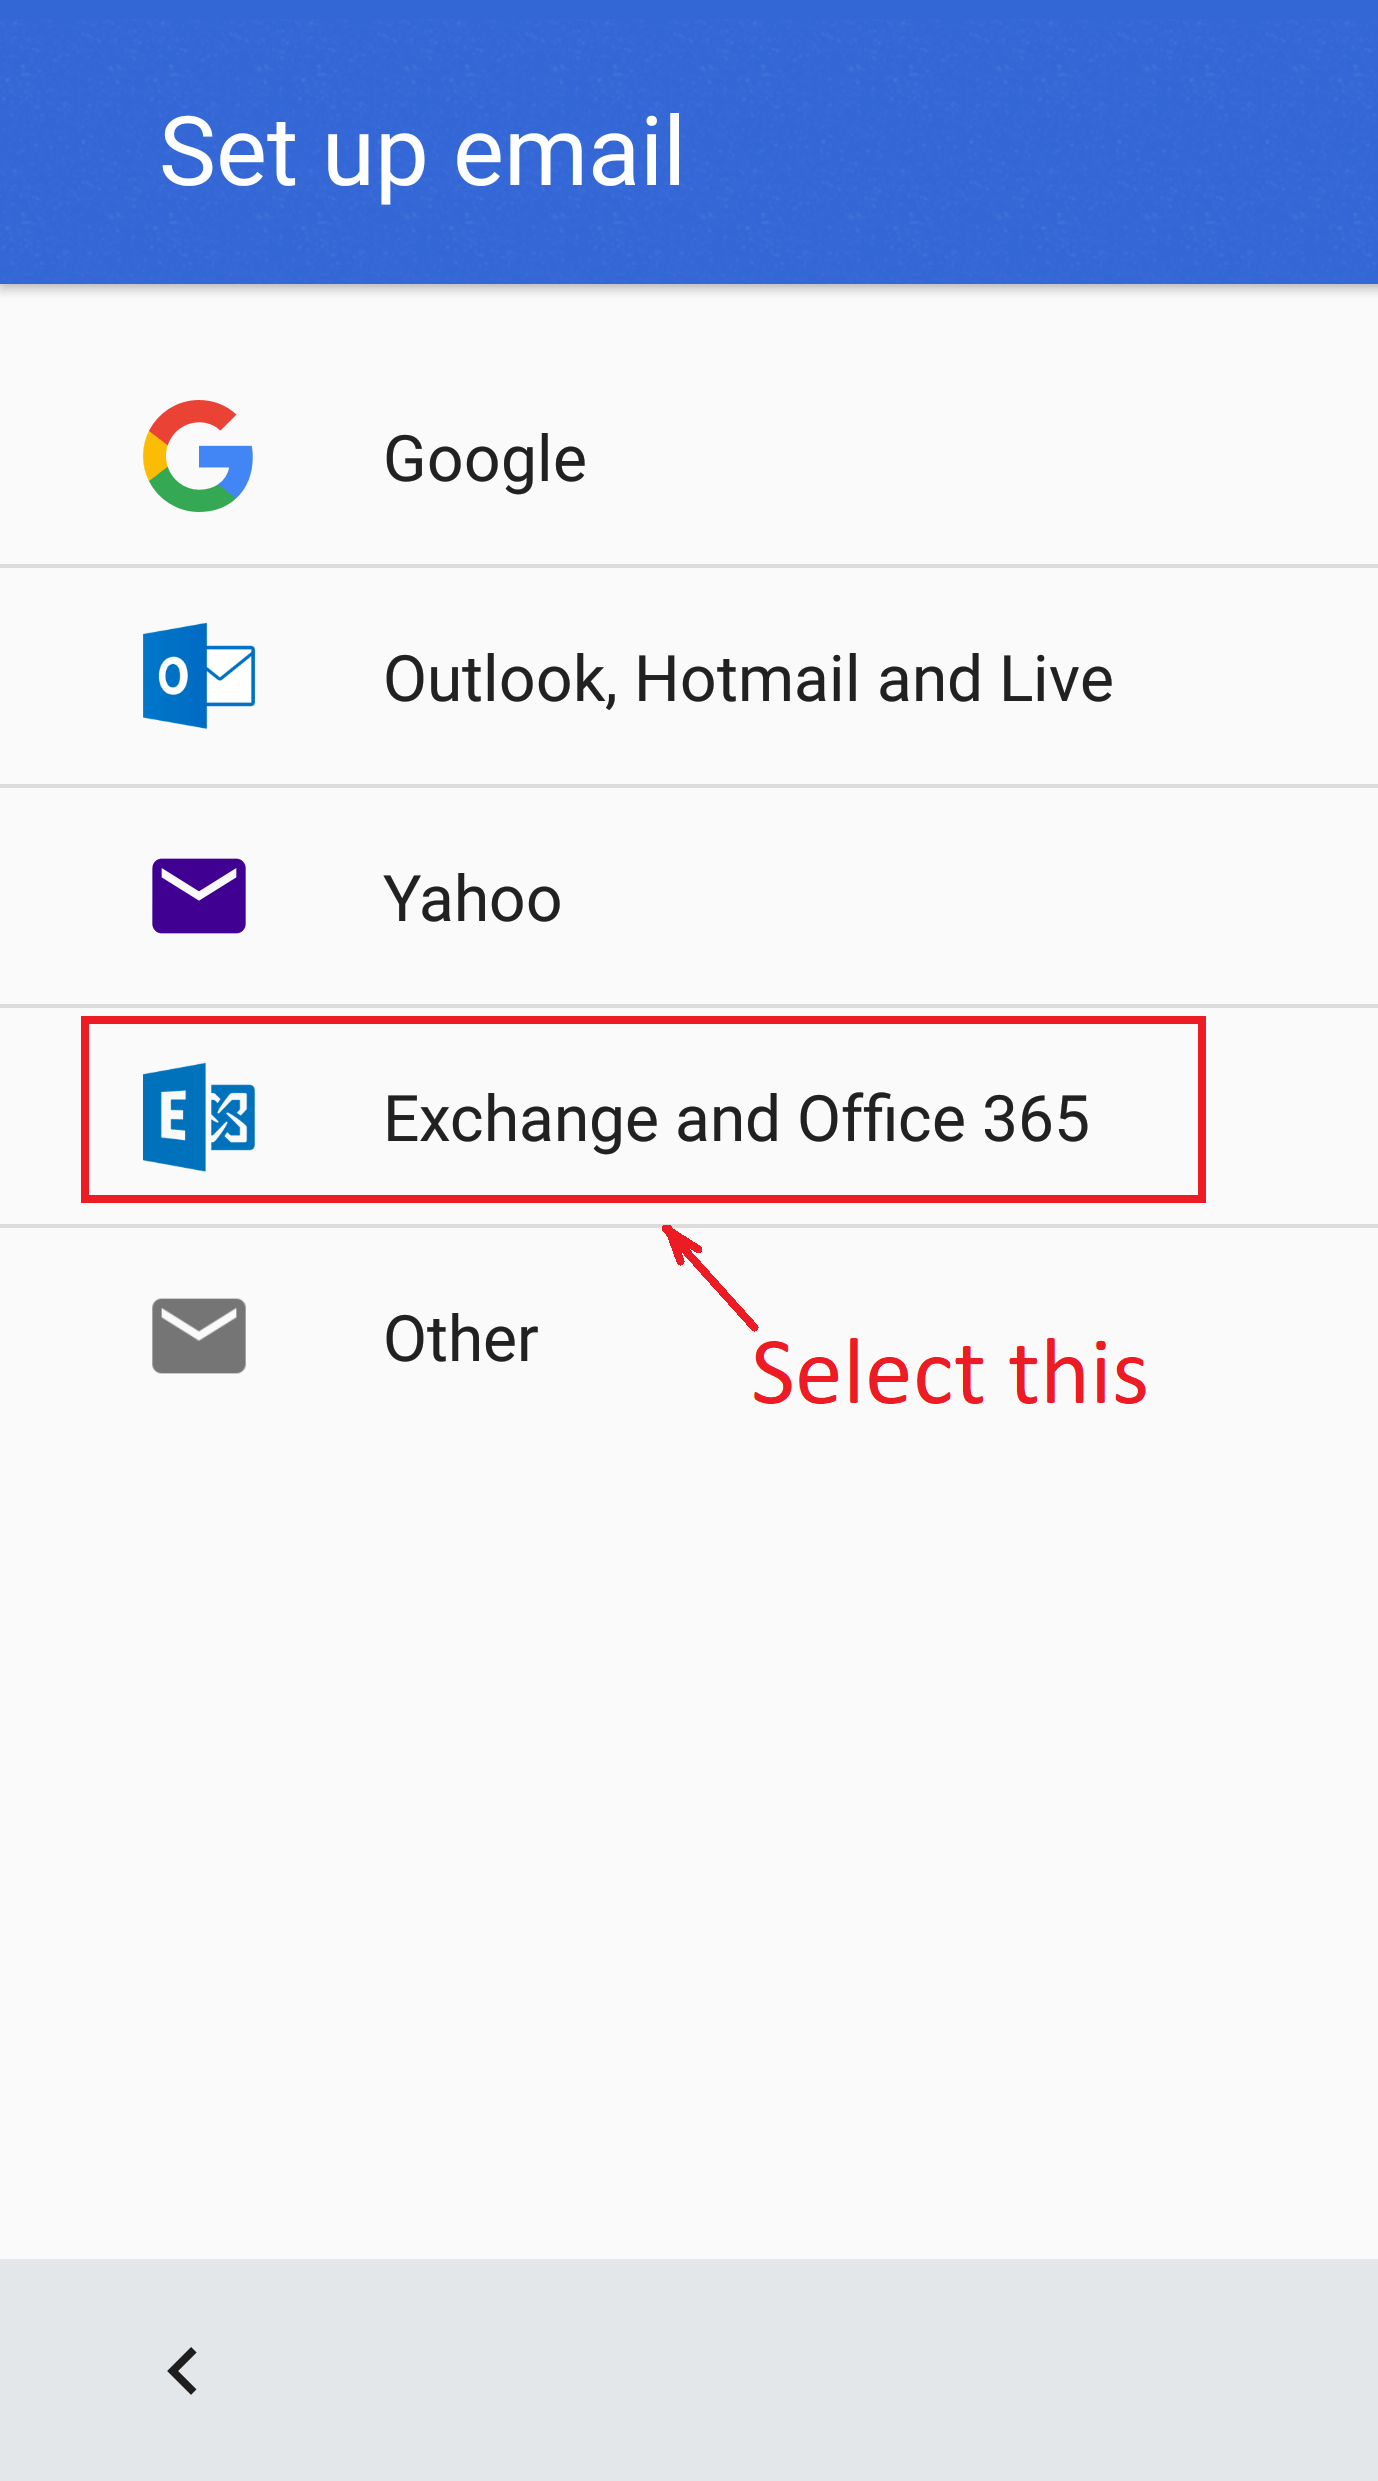 Set up email
Google
Outlook, Hotmail and Live
Yahoo
Exchange and Office 365
Other
Select this